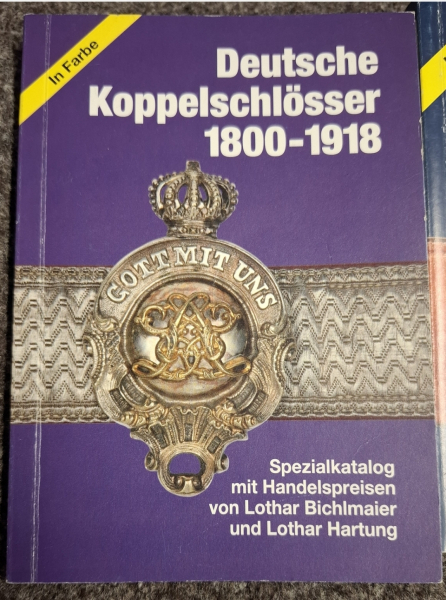 In Farbe
Deutsche
Koppelschlösser
1800-1918
GOTT MIT UNS
Spezialkatalog
mit Handelspreisen
von Lothar Bichlmaier
und Lothar Hartung